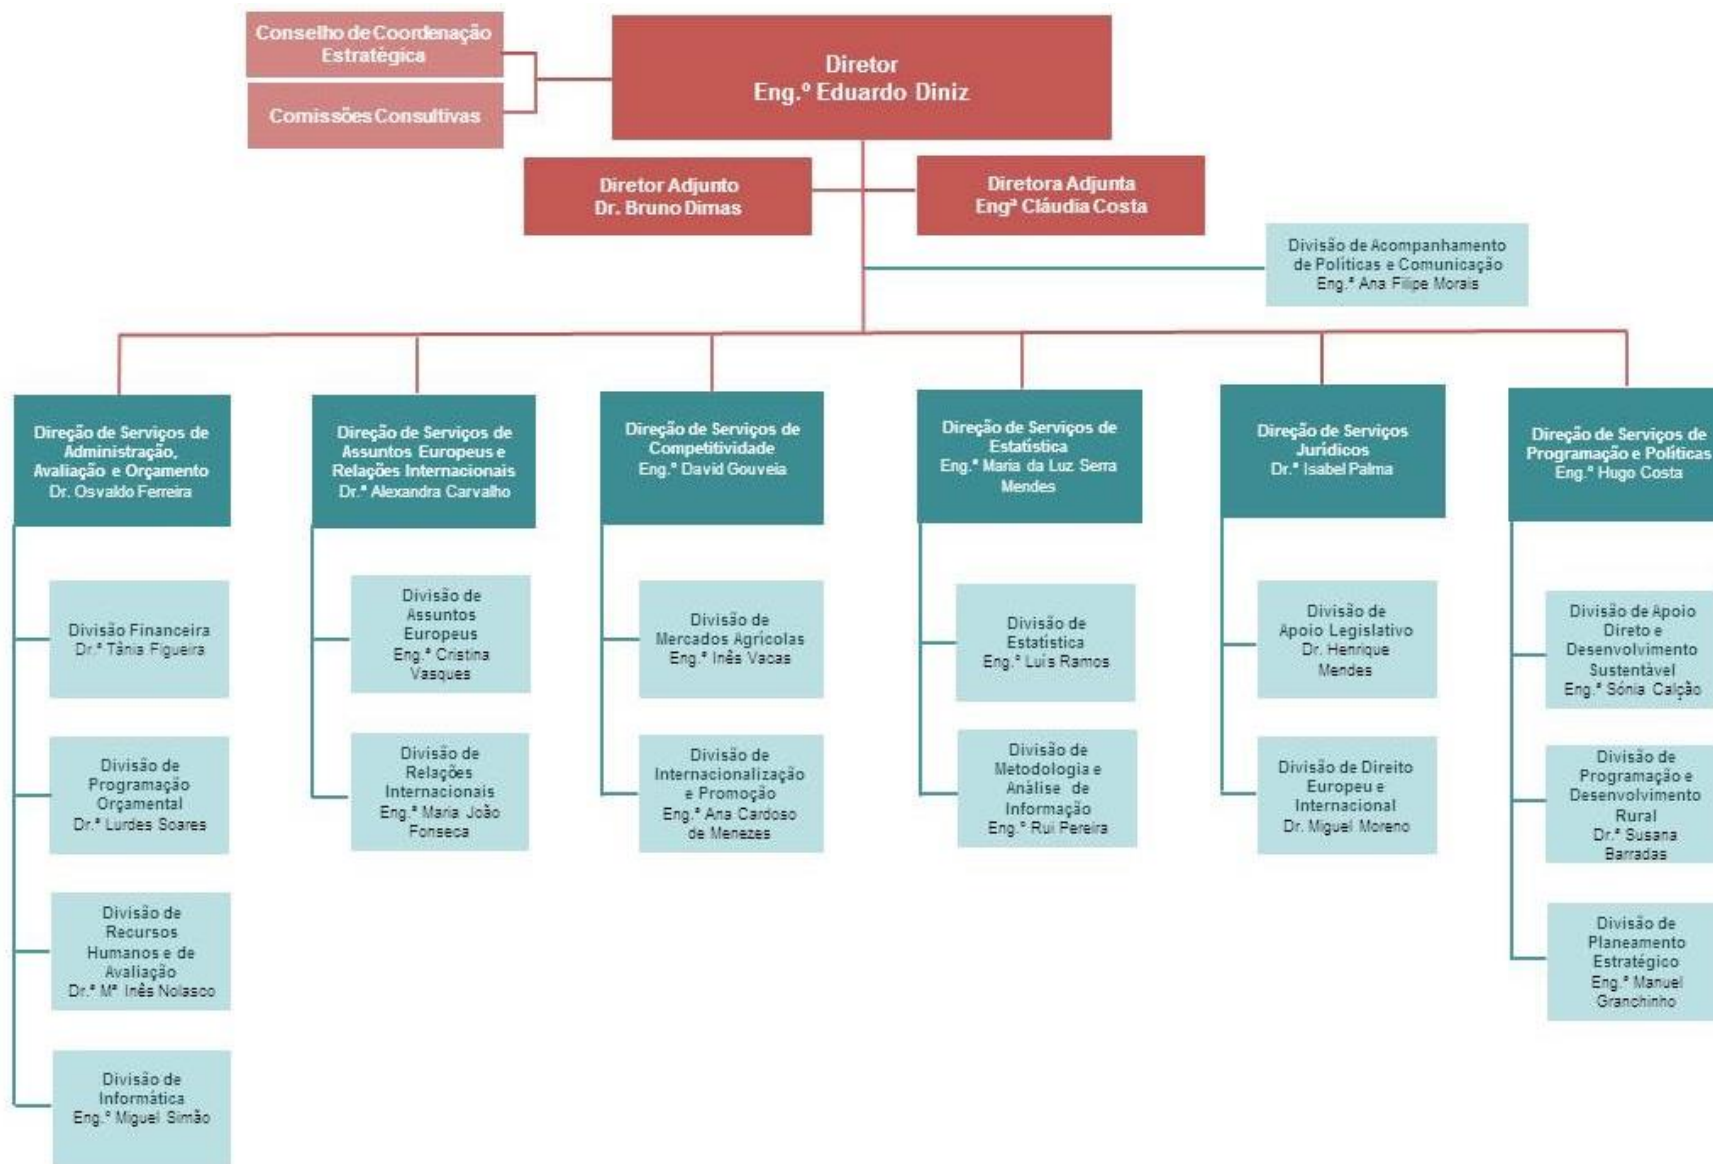 Conselho de Coordenação
Estratégica
Comissões Consultivas
Diretor
Eng.º Eduardo Diniz
Diretor Adjunto
Dr. Bruno Dimas
Diretora Adjunta
Engª Cláudia Costa
Divisão de Acompanhamento
de Políticas e Comunicação
Eng.ª Ana Filipe Morais
Direção de Serviços de
Administração,
Avaliação e Orçamento
Dr. Osvaldo Ferreira
Direção de Serviços de
Assuntos Europeus e
Relações Internacionais
Dr.ª Alexandra Carvalho
Direção de Serviços de
Competitividade
Eng.º David Gouveia
Direção de Serviços de
Estatística
Eng.ª Maria da Luz Serra
Mendes
Direção de Serviços
Jurídicos
Dr.ª Isabel Palma
Direção de Serviços de
Programação e Políticas
Eng.º Hugo Costa
Divisão Financeira
Dr.ª Tânia Figueira
Divisão de
Programação
Orçamental
Dr.ª Lurdes Soares
Divisão de
Recursos
Humanos e de
Avaliação
Dr.ª Mª Inês Nolasco
Divisão de
Informática
Eng.º Miguel Simão
Divisão de
Assuntos
Europeus
Eng.ª Cristina
Vasques
Divisão de
Relações
Internacionais
Eng.ª Maria João
Fonseca
Divisão de
Mercados Agrícolas
Eng.ª Inês Vacas
Divisão de
Internacionalização
e Promoção
Eng.ª Ana Cardoso
de Menezes
Divisão de
Estatística
Eng.º Luís Ramos
Divisão de
Metodologia e
Análise de
Informação
Eng.º Rui Pereira
Divisão de
Apoio Legislativo
Dr. Henrique
Mendes
Divisão de Direito
Europeu e
Internacional
Dr. Miguel Moreno
Divisão de Apoio
Direto e
Desenvolvimento
Sustentável
Eng.ª Sónia Calção
Divisão de
Programação e
Desenvolvimento
Rural
Dr.ª Susana
Barradas
Divisão de
Planeamento
Estratégico
Eng.º Manuel
Granchinho